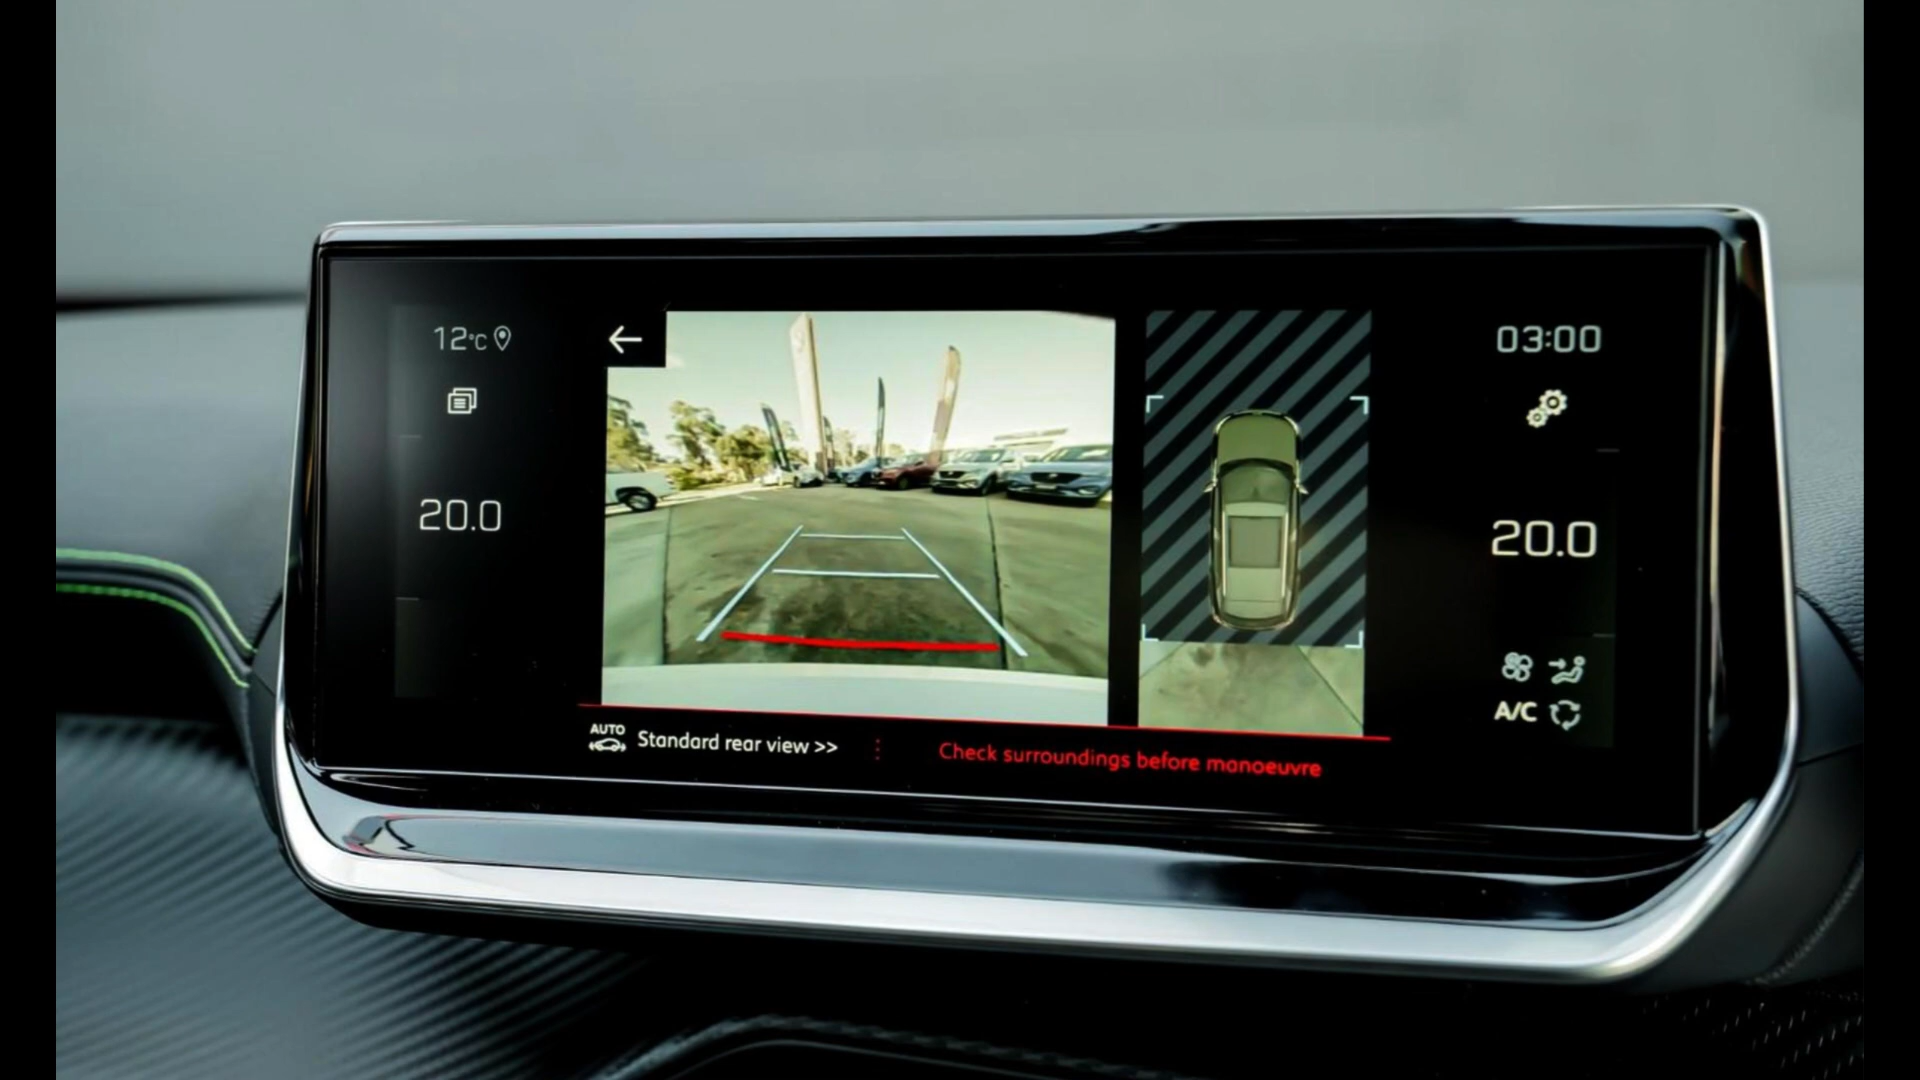 12°C
03:00
20.0
20.0
A/C
AUTO
Standard rear view >>
Check surroundings before manoeuvre